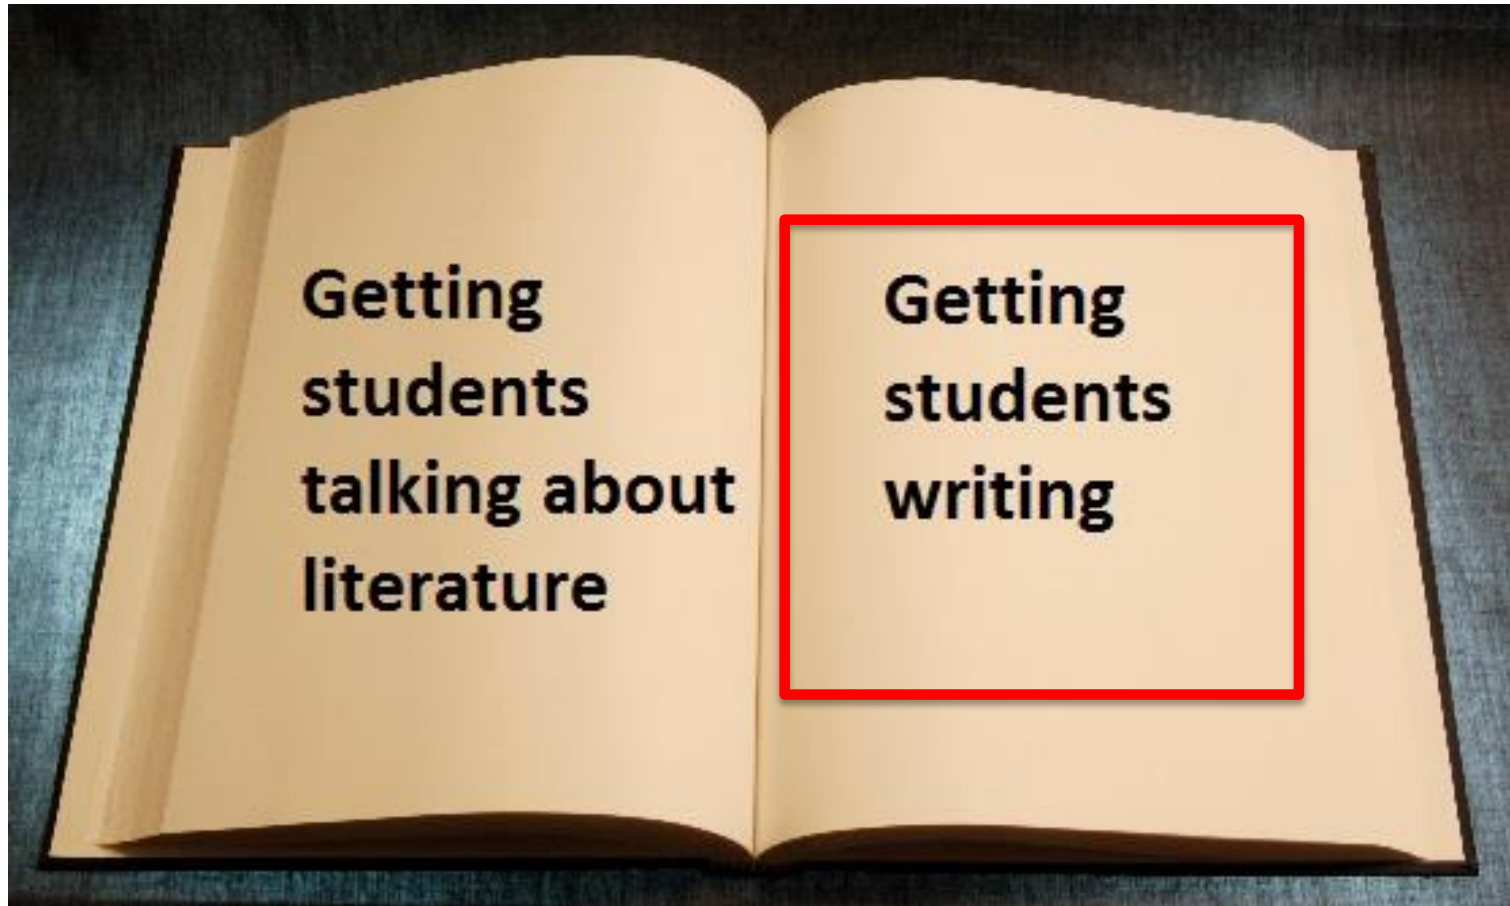 Getting
students
talking about
literature
Getting
students
writing